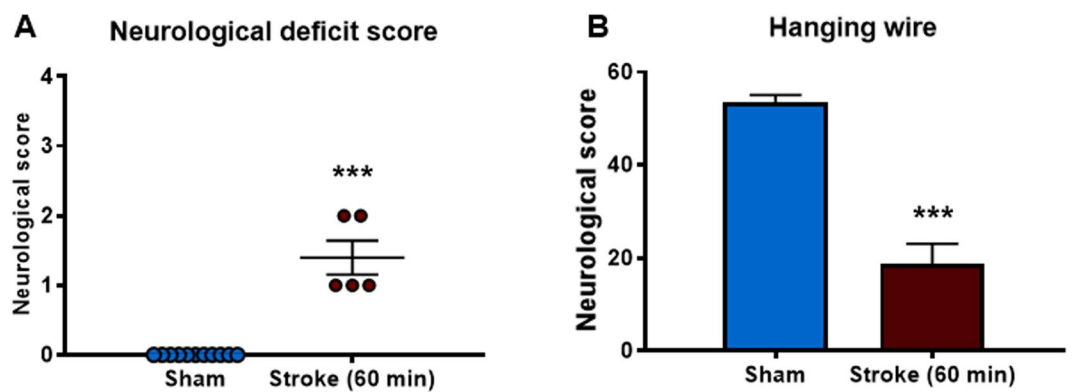 A
Neurological deficit score
Neurological score
4
3
2
1
0
***
Sham
Stroke (60 min)
B
Hanging wire
Neurological score
60
40
20
0
***
Sham
Stroke (60 min)